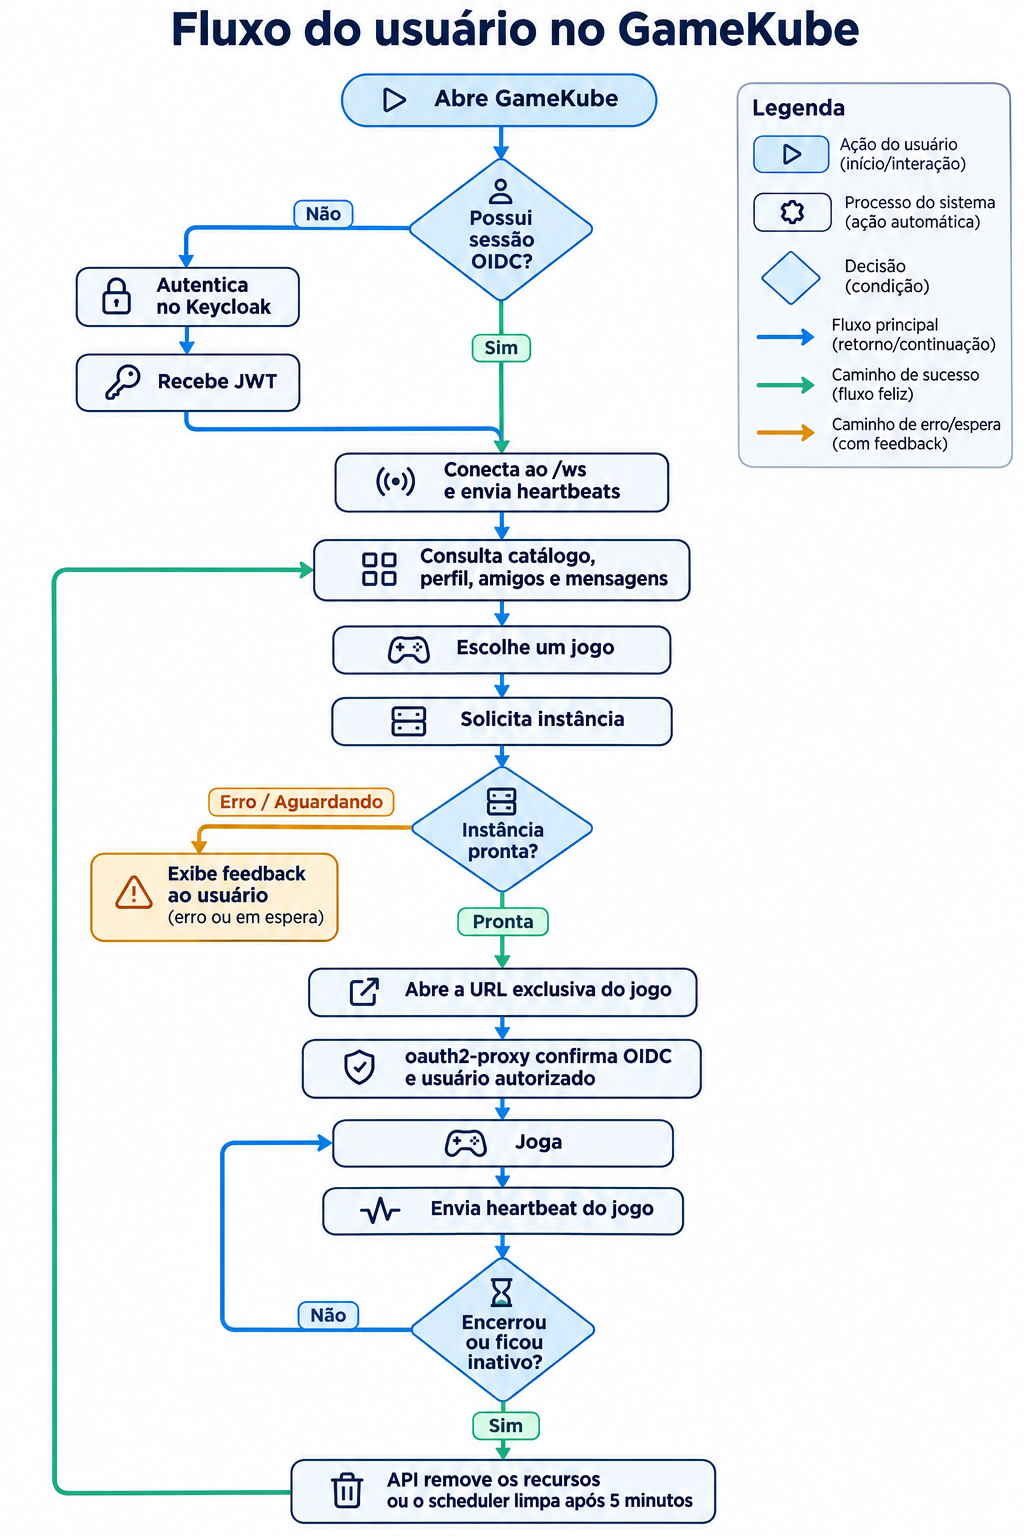 Fluxo do usuário no GameKube
Abre GameKube
Legenda
Ação do usuário
(início/interação)
Processo do sistema
(ação automática)
Decisão
(condição)
Fluxo principal
(retorno/continuação)
Caminho de sucesso
(fluxo feliz)
Caminho de erro/espera
(com feedback)
Possui
sessão
OIDC?
Não
Autentica
no Keycloak
Recebe JWT
Sim
Conecta ao /ws
e envia heartbeats
Consulta catálogo,
perfil, amigos e mensagens
Escolhe um jogo
Solicita instância
Instância
pronta?
Erro / Aguardando
Exibe feedback
ao usuário
(erro ou em espera)
Pronta
Abre a URL exclusiva do jogo
oauth2-proxy confirma OIDC
e usuário autorizado
Joga
Envia heartbeat do jogo
Encerrou
ou ficou
inativo?
Não
Sim
API remove os recursos
ou o scheduler limpa após 5 minutos